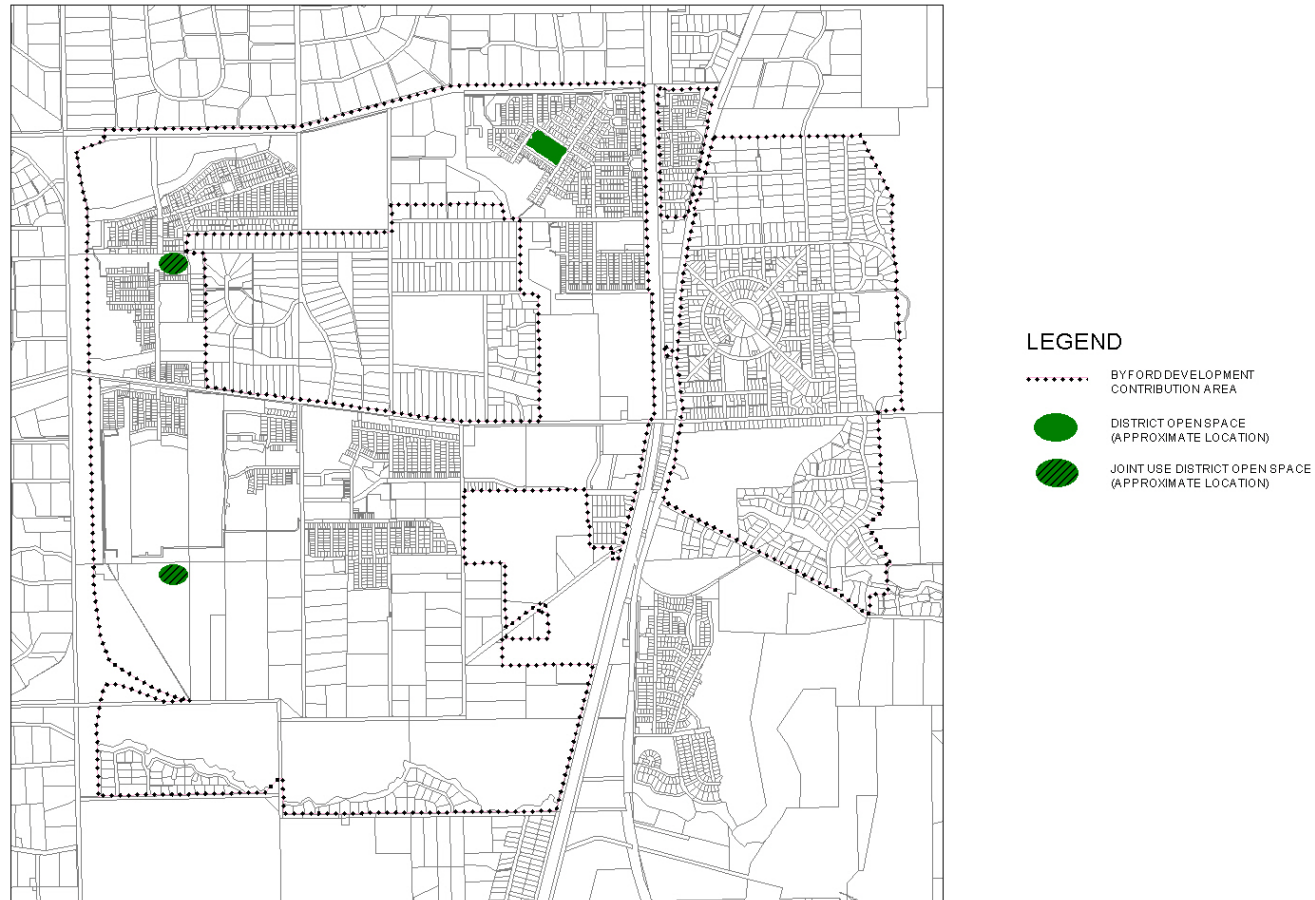 LEGEND
BYFORD DEVELOPMENT
CONTRIBUTION AREA
DISTRICT OPEN SPACE
(APPROXIMATE LOCATION)
JOINT USE DISTRICT OPEN SPACE
(APPROXIMATE LOCATION)